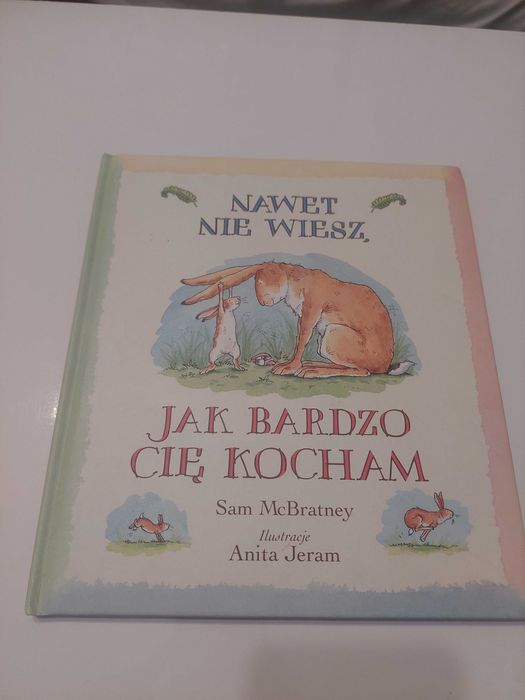 NAWET
NIE WIESZ,
JAK BARDZO
CIĘ KOCHAM
Sam McBratney
Ilustracje
Anita Jeram